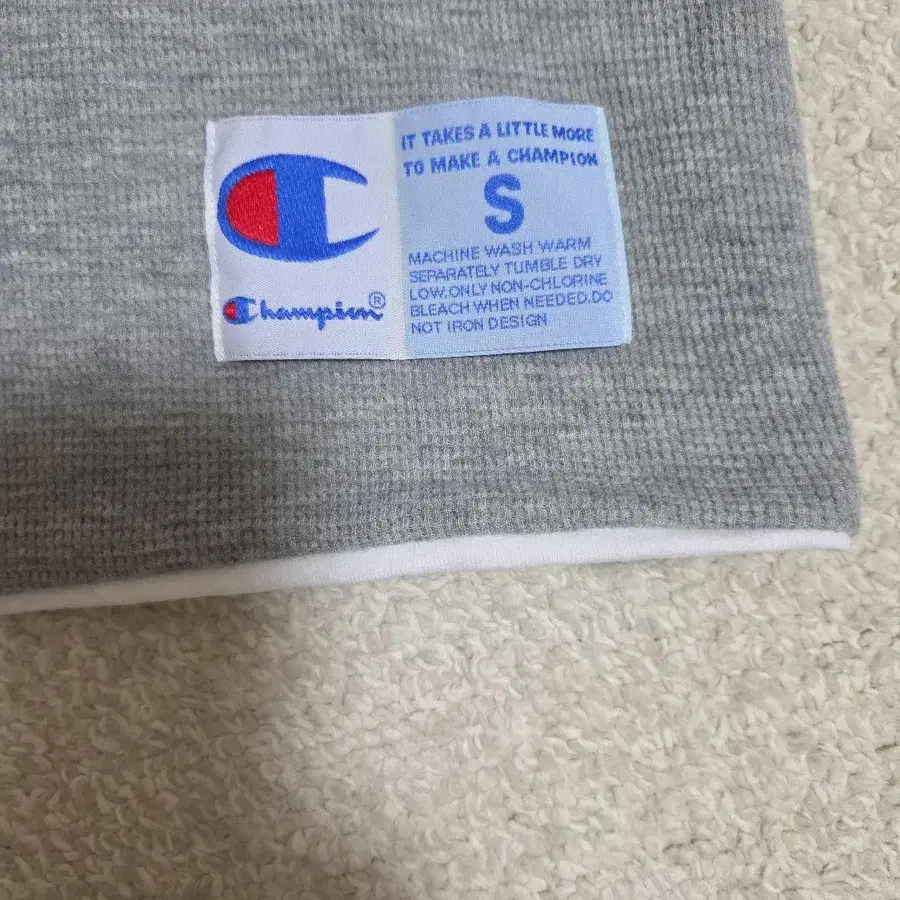 Champion®
IT TAKES A LITTLE MORE
TO MAKE A CHAMPION
S
MACHINE WASH WARM
SEPARATELY TUMBLE DRY
LOW.ONLY NON-CHLORINE
BLEACH WHEN NEEDED.DO
NOT IRON DESIGN